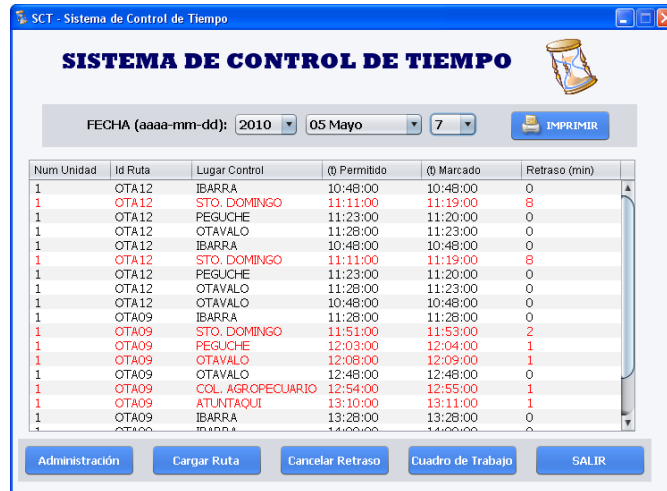 SCT - Sistema de Control de Tiempo
SISTEMA DE CONTROL DE TIEMPO
FECHA (aaaa-mm-dd): 2010 05 Mayo 7 IMPRIMIR
Num Unidad Id Ruta Lugar Control (t) Permitido (t) Marcado Retraso (min)
1 OTA12 IBARRA 10:48:00 10:48:00 0
1 OTA12 STO. DOMINGO 11:11:00 11:19:00 8
1 OTA12 PEGUCHE 11:23:00 11:20:00 0
1 OTA12 OTAVALO 11:28:00 11:23:00 0
1 OTA12 IBARRA 10:48:00 10:48:00 0
1 OTA12 STO. DOMINGO 11:11:00 11:19:00 8
1 OTA12 PEGUCHE 11:23:00 11:20:00 0
1 OTA12 OTAVALO 11:28:00 11:23:00 0
1 OTA12 OTAVALO 10:48:00 10:48:00 0
1 OTA09 IBARRA 11:28:00 11:28:00 0
1 OTA09 STO. DOMINGO 11:51:00 11:53:00 2
1 OTA09 PEGUCHE 12:03:00 12:04:00 1
1 OTA09 OTAVALO 12:08:00 12:09:00 1
1 OTA09 OTAVALO 12:48:00 12:48:00 0
1 OTA09 COL. AGROPECUARIO 12:54:00 12:55:00 1
1 OTA09 ATUNTAQUI 13:10:00 13:11:00 1
1 OTA09 IBARRA 13:28:00 13:28:00 0
Administración Cargar Ruta Cancelar Retraso Cuadro de Trabajo SALIR